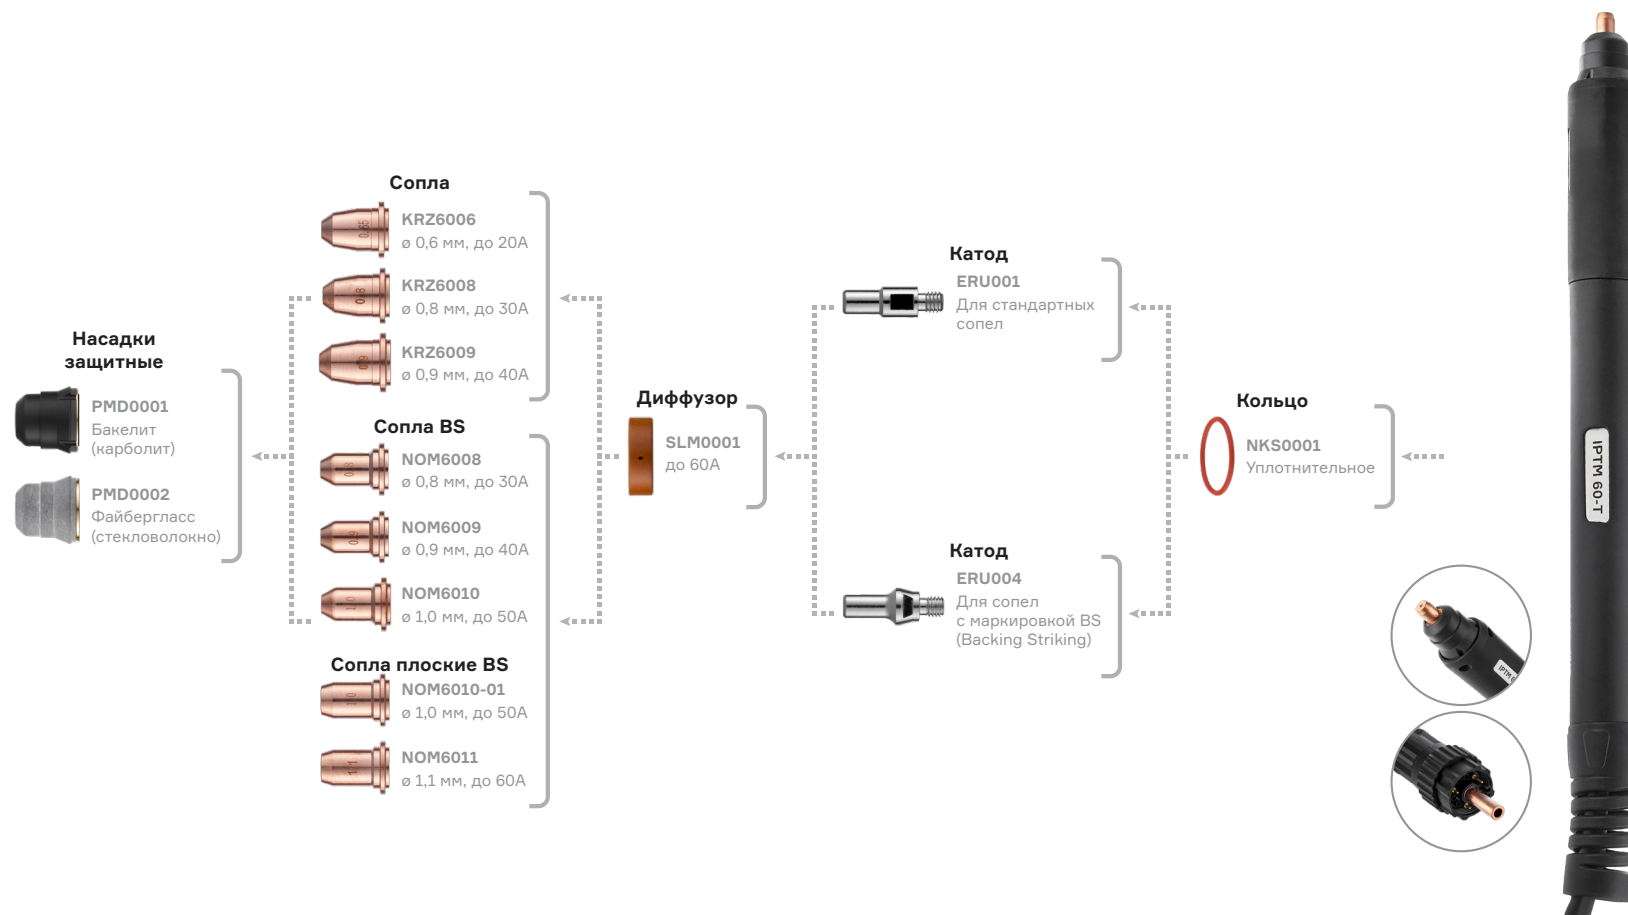 Насадки
защитные
PMD0001
Бакелит
(карболит)
PMD0002
Файбергласс
(стекловолокно)
Сопла
KRZ6006
ø 0,6 мм, до 20А
KRZ6008
ø 0,8 мм, до 30А
KRZ6009
ø 0,9 мм, до 40А
Сопла BS
NOM6008
ø 0,8 мм, до 30А
NOM6009
ø 0,9 мм, до 40А
NOM6010
ø 1,0 мм, до 50А
Сопла плоские BS
NOM6010-01
ø 1,0 мм, до 50А
NOM6011
ø 1,1 мм, до 60А
Диффузор
SLM0001
до 60А
Катод
ERU001
Для стандартных
сопел
Катод
ERU004
Для сопел
с маркировкой BS
(Backing Striking)
Кольцо
NKS0001
Уплотнительное
IPTM 60-T